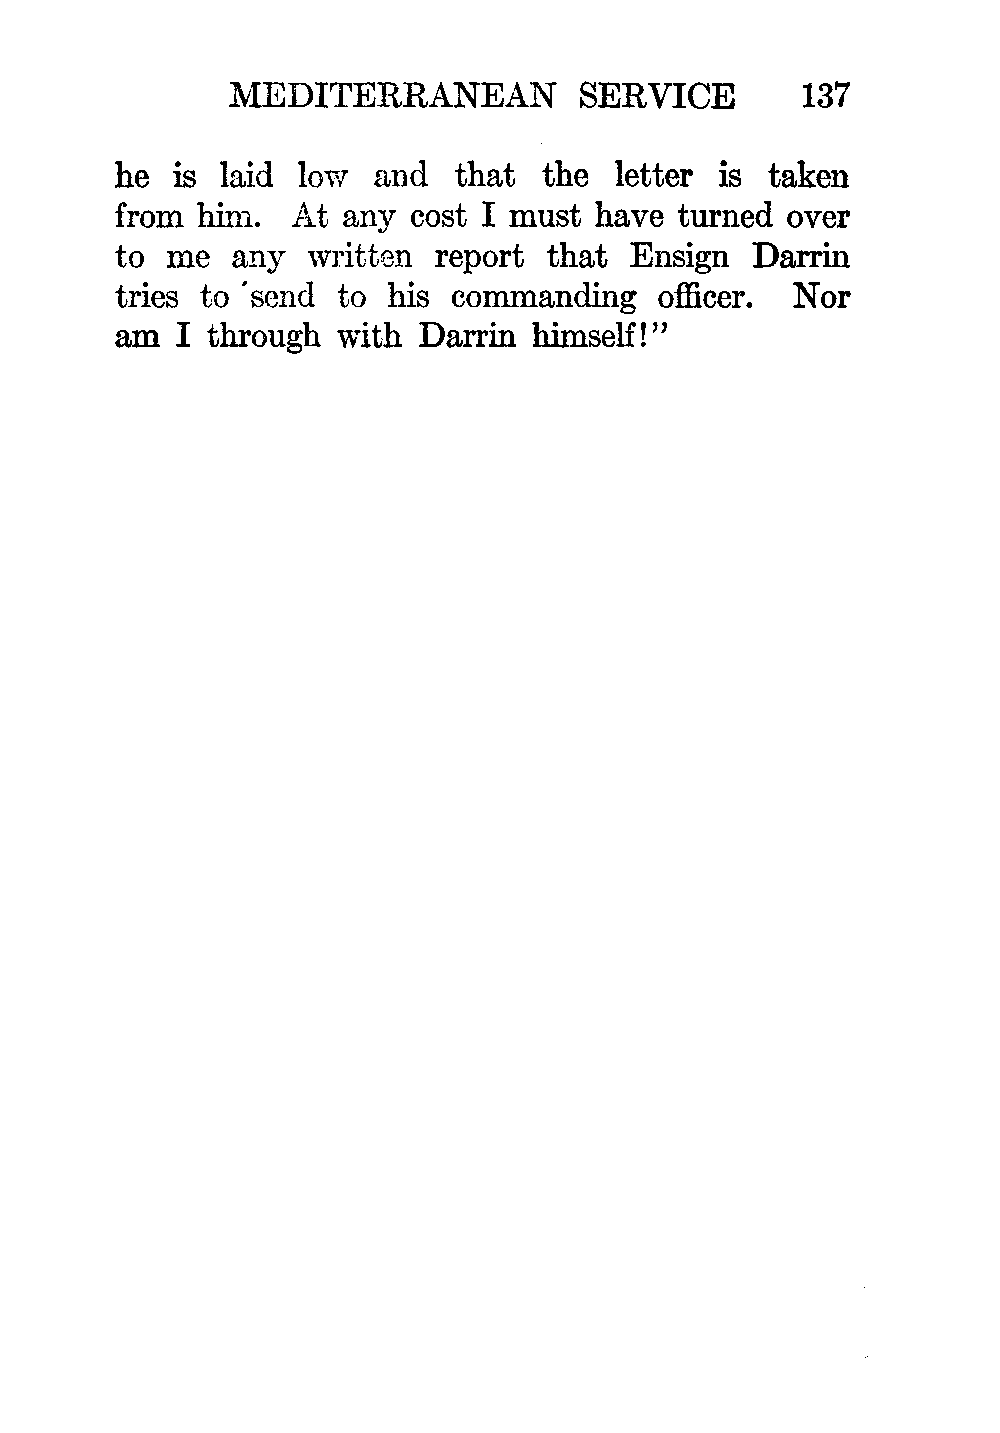 MEDITERRANEAN SERVICE 137
he is laid low and that the letter is taken
from him. At any cost I must have turned over
to me any written report that Ensign Darrin
tries to send to his commanding officer. Nor
am I through with Darrin himself!”